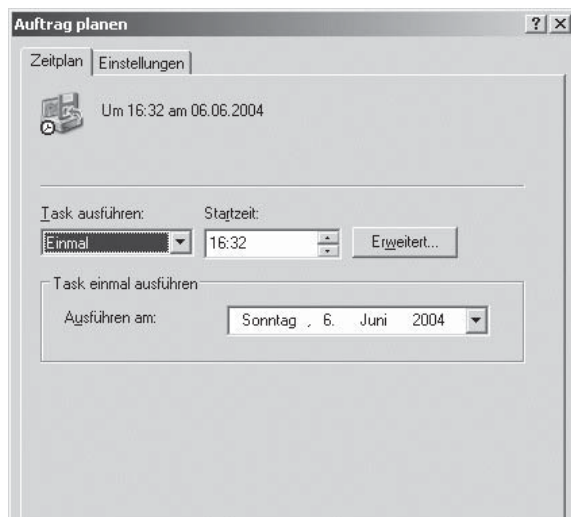 Auftrag planen
Zeitplan Einstellungen
Um 16:32 am 06.06.2004
Task ausführen: Startzeit:
Einmal 16:32 Erweitert...
Task einmal ausführen
Ausführen am: Sonntag , 6. Juni 2004